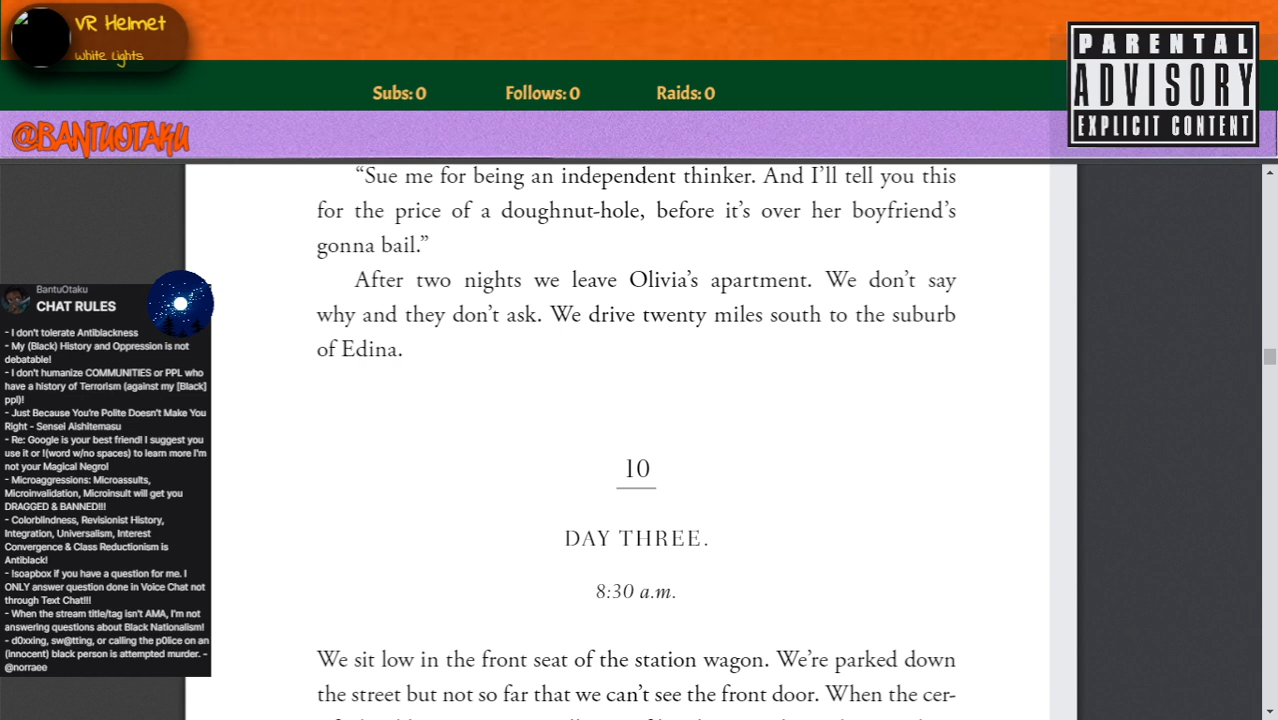 VR Helmet
White Lights
PARENTAL
ADVISORY
EXPLICIT CONTENT
Subs: 0
Follows: 0
Raids: 0
@BANTUOTAKU
“Sue me for being an independent thinker. And I’ll tell you this
for the price of a doughnut-hole, before it’s over her boyfriend’s
gonna bail.”
After two nights we leave Olivia’s apartment. We don’t say
why and they don’t ask. We drive twenty miles south to the suburb
of Edina.
10
DAY THREE.
8:30 a.m.
We sit low in the front seat of the station wagon. We’re parked down
the street but not so far that we can’t see the front door. When the cer-
BantuOtaku
CHAT RULES
- I don't tolerate Antiblackness
- My (Black) History and Oppression is not
debatable!
- I don't humanize COMMUNITIES or PPL who
have a history of Terrorism (against my [Black]
ppl)!
- Just Because You're Polite Doesn't Make You
Right - Sensei Aishitemasu
- Re: Google is your best friend! I suggest you
use it or !(word w/no spaces) to learn more I'm
not your Magical Negro!
- Microaggressions: Microassults,
Microinvalidation, Microinsult will get you
DRAGGED & BANNED!!!
- Colorblindness, Revisionist History,
Integration, Universalism, Interest
Convergence & Class Reductionism is
Antiblack!
- !soapbox if you have a question for me. I
ONLY answer question done in Voice Chat not
through Text Chat!!!
- When the stream title/tag isn't AMA, I'm not
answering questions about Black Nationalism!
- d0xxing, sw@tting, or calling the p0lice on an
(innocent) black person is attempted murder. -
@norraee